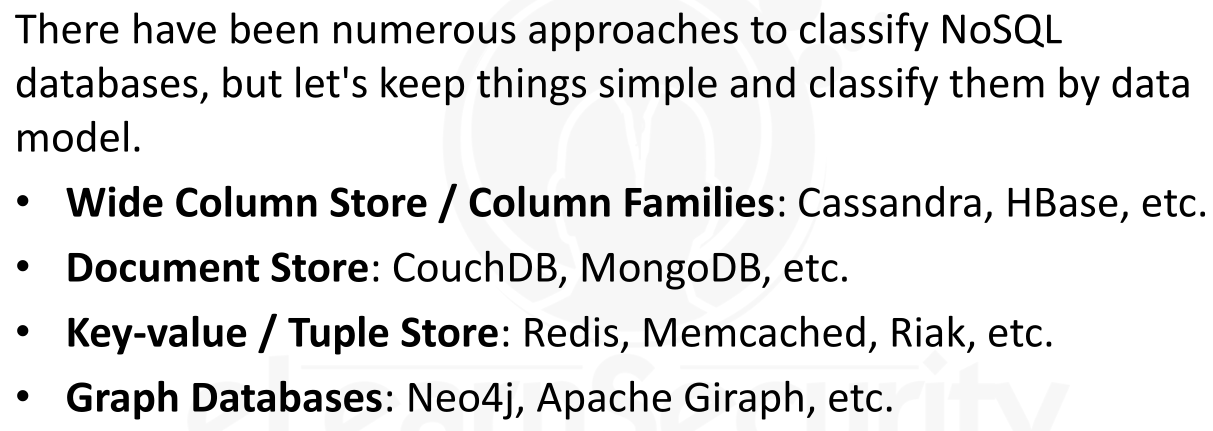 There have been numerous approaches to classify NoSQL
databases, but let's keep things simple and classify them by data
model.
• Wide Column Store / Column Families: Cassandra, HBase, etc.
• Document Store: CouchDB, MongoDB, etc.
• Key-value / Tuple Store: Redis, Memcached, Riak, etc.
• Graph Databases: Neo4j, Apache Giraph, etc.
eLearnSecurity